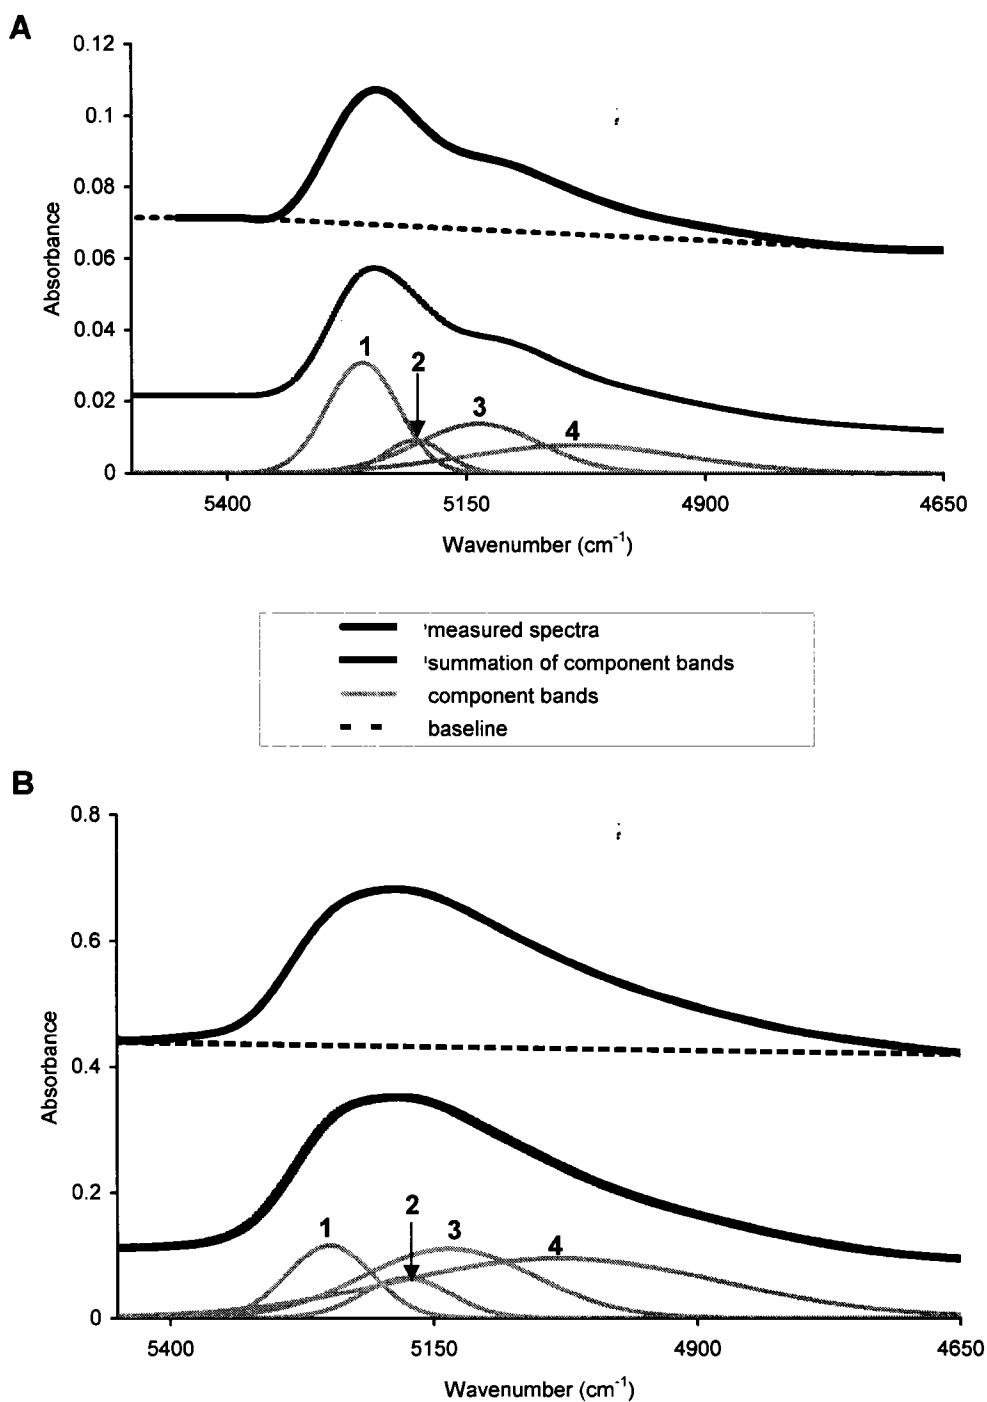 A
0.12
0.1
0.08
0.06
0.04
0.02
0
Absorbance
1
2
3
4
5400 5150 4900 4650
Wavenumber (cm-1)
measured spectra
summation of component bands
component bands
baseline
B
0.8
0.6
0.4
0.2
0
Absorbance
1
2
3
4
5400 5150 4900 4650
Wavenumber (cm-1)